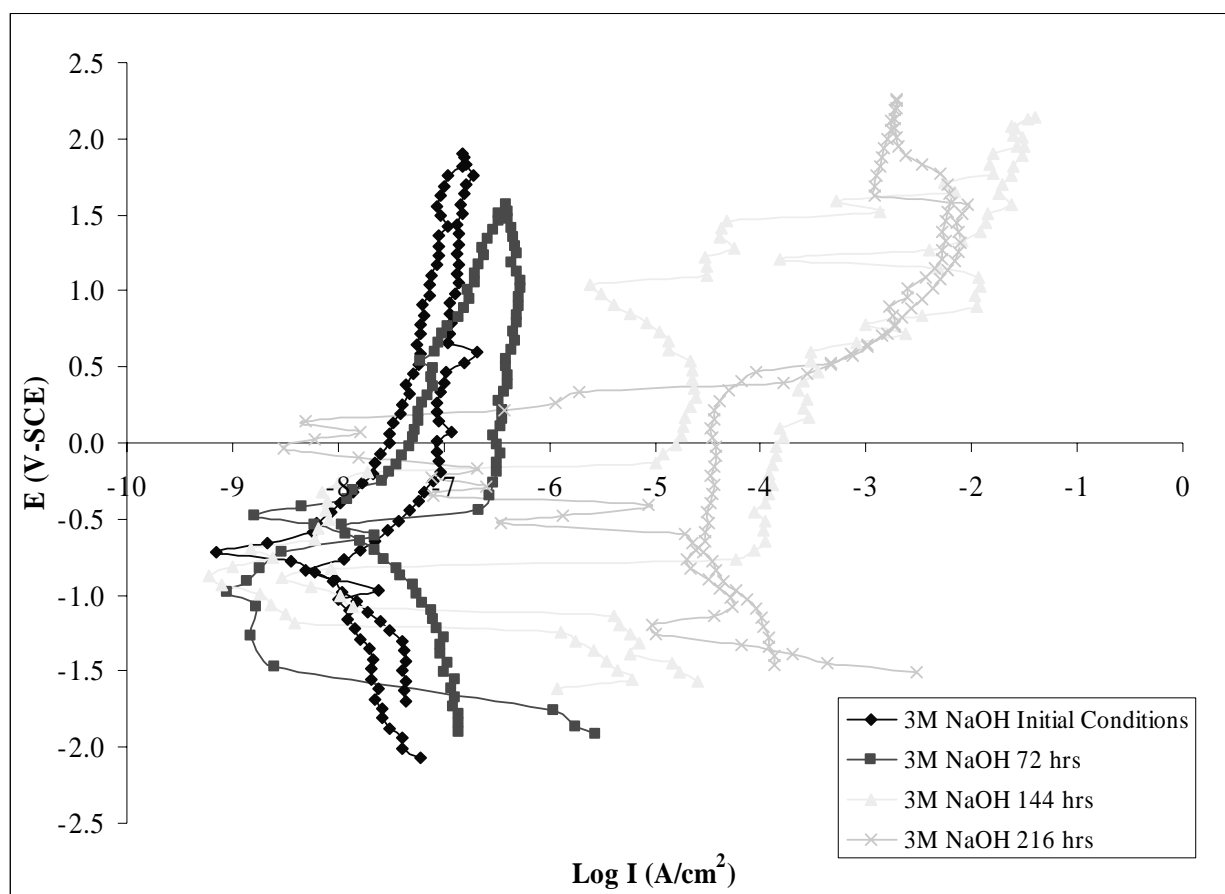 2.5
2.0
1.5
1.0
0.5
0.0
-0.5
-1.0
-1.5
-2.0
-2.5
-10 -9 -8 -7 -6 -5 -4 -3 -2 -1 0
E (V-SCE)
Log I (A/cm²)
3M NaOH Initial Conditions
3M NaOH 72 hrs
3M NaOH 144 hrs
3M NaOH 216 hrs